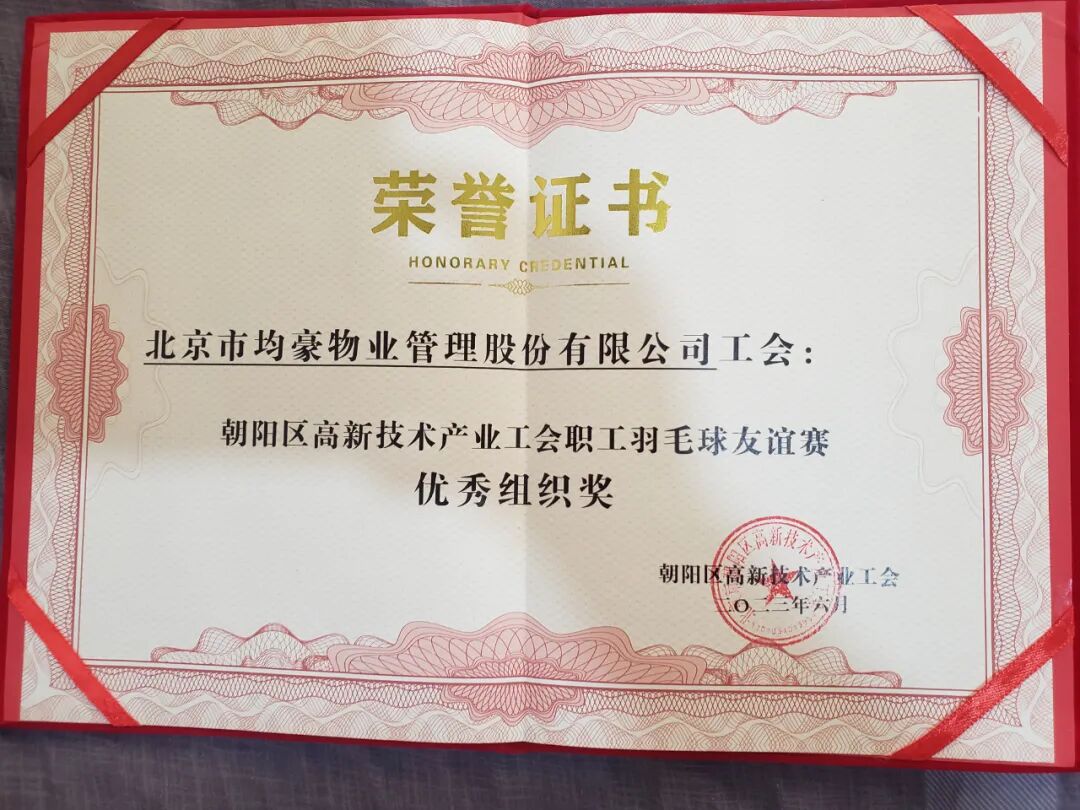 荣誉证书
HONORARY CREDENTIAL
北京市均豪物业管理股份有限公司工会：
朝阳区高新技术产业工会职工羽毛球友谊赛
优秀组织奖
朝阳区高新技术产业工会
二〇二三年六月